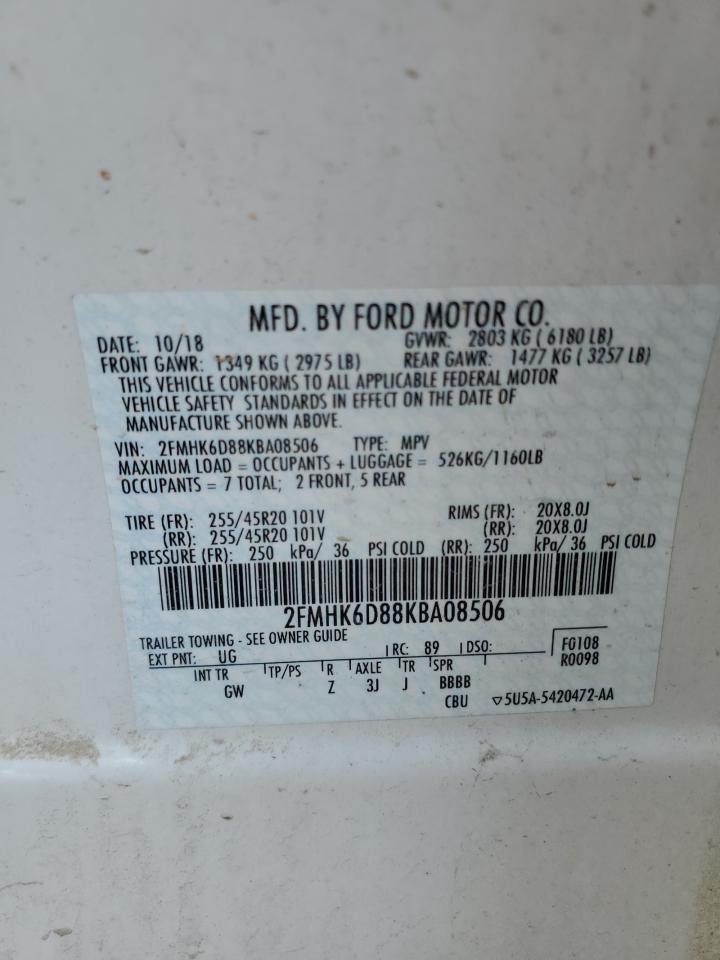 MFD. BY FORD MOTOR CO.
DATE: 10/18 GVWR: 2803 KG ( 6180 LB)
FRONT GAWR: 1349 KG ( 2975 LB) REAR GAWR: 1477 KG ( 3257 LB)
THIS VEHICLE CONFORMS TO ALL APPLICABLE FEDERAL MOTOR
VEHICLE SAFETY STANDARDS IN EFFECT ON THE DATE OF
MANUFACTURE SHOWN ABOVE.
VIN: 2FMHK6D88KBA08506 TYPE: MPV
MAXIMUM LOAD = OCCUPANTS + LUGGAGE = 526KG/1160LB
OCCUPANTS = 7 TOTAL; 2 FRONT, 5 REAR
TIRE (FR): 255/45R20 101V RIMS (FR): 20X8.0J
(RR): 255/45R20 101V (RR): 20X8.0J
PRESSURE (FR): 250 kPa/ 36 PSI COLD (RR): 250 kPa/ 36 PSI COLD
2FMHK6D88KBA08506
TRAILER TOWING - SEE OWNER GUIDE
EXT PNT: UG RC: 89 DSO: F0108
R0098
INT TR TP/PS R AXLE TR SPR
GW Z 3J J BBBB
CBU ▽5U5A-5420472-AA